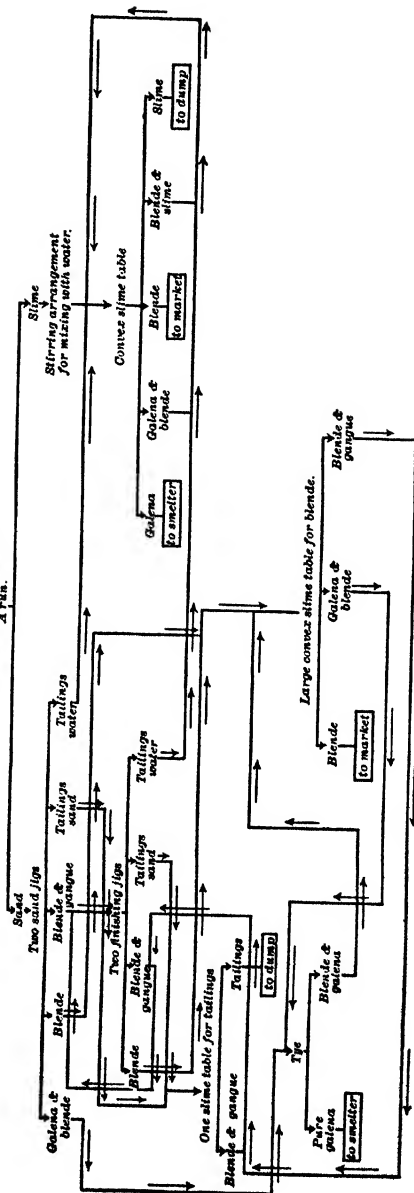 A run.
Sand
Slime
Two sand jigs
Stirring arrangement
for mixing with water.
Galena &
blende
Blende
Blende &
gangue
Tailings
sand
Tailings
water
Convex slime table
Galena
to smelter
Galena &
blende
Blende
to market
Blende &
slime
Slime
to dump
Two finishing jigs
Blende
Blende &
gangue
Tailings
sand
Tailings
water
One slime table for tailings
Blende & gangue
Tailings
to dump
Large convex slime table for blende.
Blende
to market
Galena &
blende
Blende &
gangue
Tye
Pure
galena
to smelter
Blende &
galena